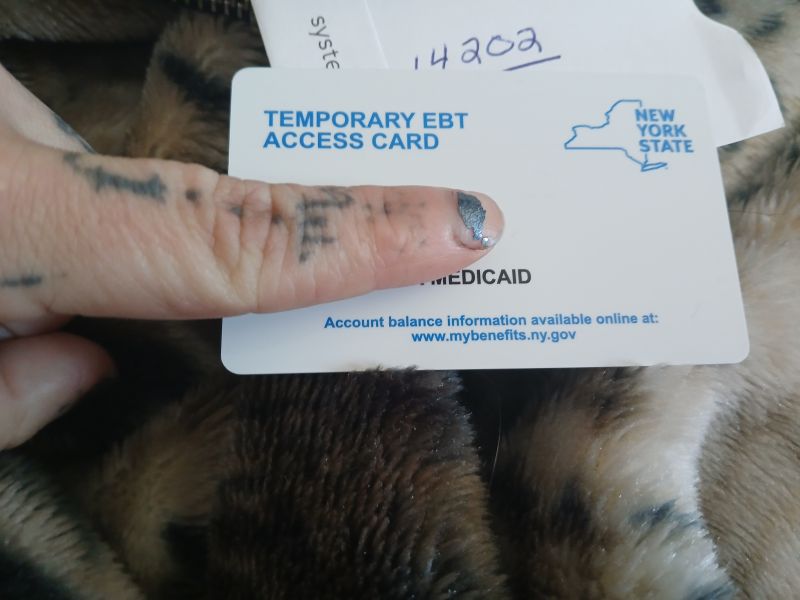 syste
14202
TEMPORARY EBT
ACCESS CARD
NEW
YORK
STATE
MEDICAID
Account balance information available online at:
www.mybenefits.ny.gov